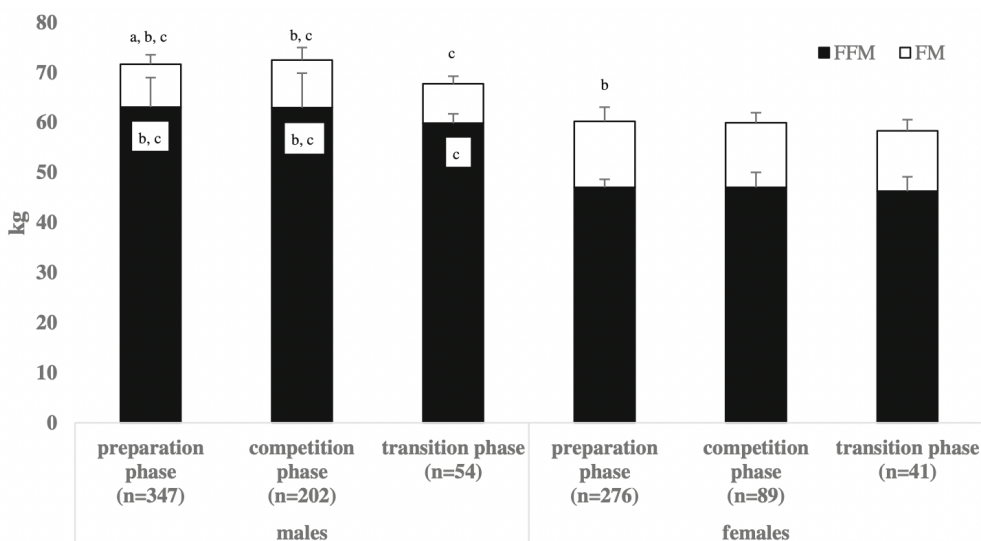 80
70
60
50
40
30
20
10
0
kg
a, b, c
b, c
c
b
b, c
b, c
c
FFM
FM
preparation
phase
(n=347)
competition
phase
(n=202)
transition phase
(n=54)
preparation
phase
(n=276)
competition
phase
(n=89)
transition phase
(n=41)
males
females